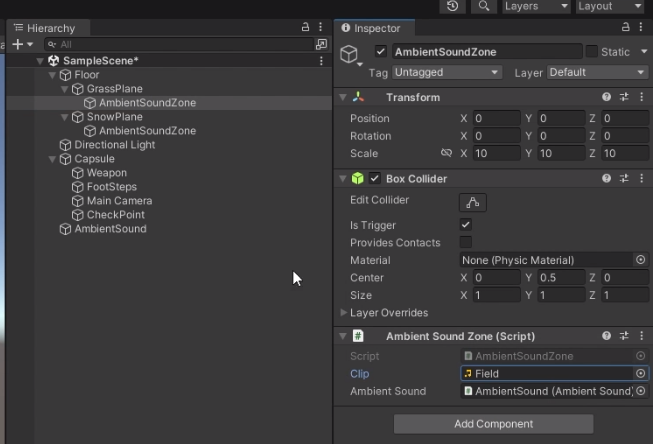 Layers
Layout
Hierarchy
All
SampleScene*
Floor
GrassPlane
AmbientSoundZone
SnowPlane
AmbientSoundZone
Directional Light
Capsule
Weapon
FootSteps
Main Camera
CheckPoint
AmbientSound
Inspector
AmbientSoundZone
Static
Tag Untagged Layer Default
Transform
Position X 0 Y 0 Z 0
Rotation X 0 Y 0 Z 0
Scale X 10 Y 10 Z 10
Box Collider
Edit Collider
Is Trigger
Provides Contacts
Material None (Physic Material)
Center X 0 Y 0.5 Z 0
Size X 1 Y 1 Z 1
Layer Overrides
# Ambient Sound Zone (Script)
Script # AmbientSoundZone
Clip Field
Ambient Sound # AmbientSound (Ambient Sound)
Add Component